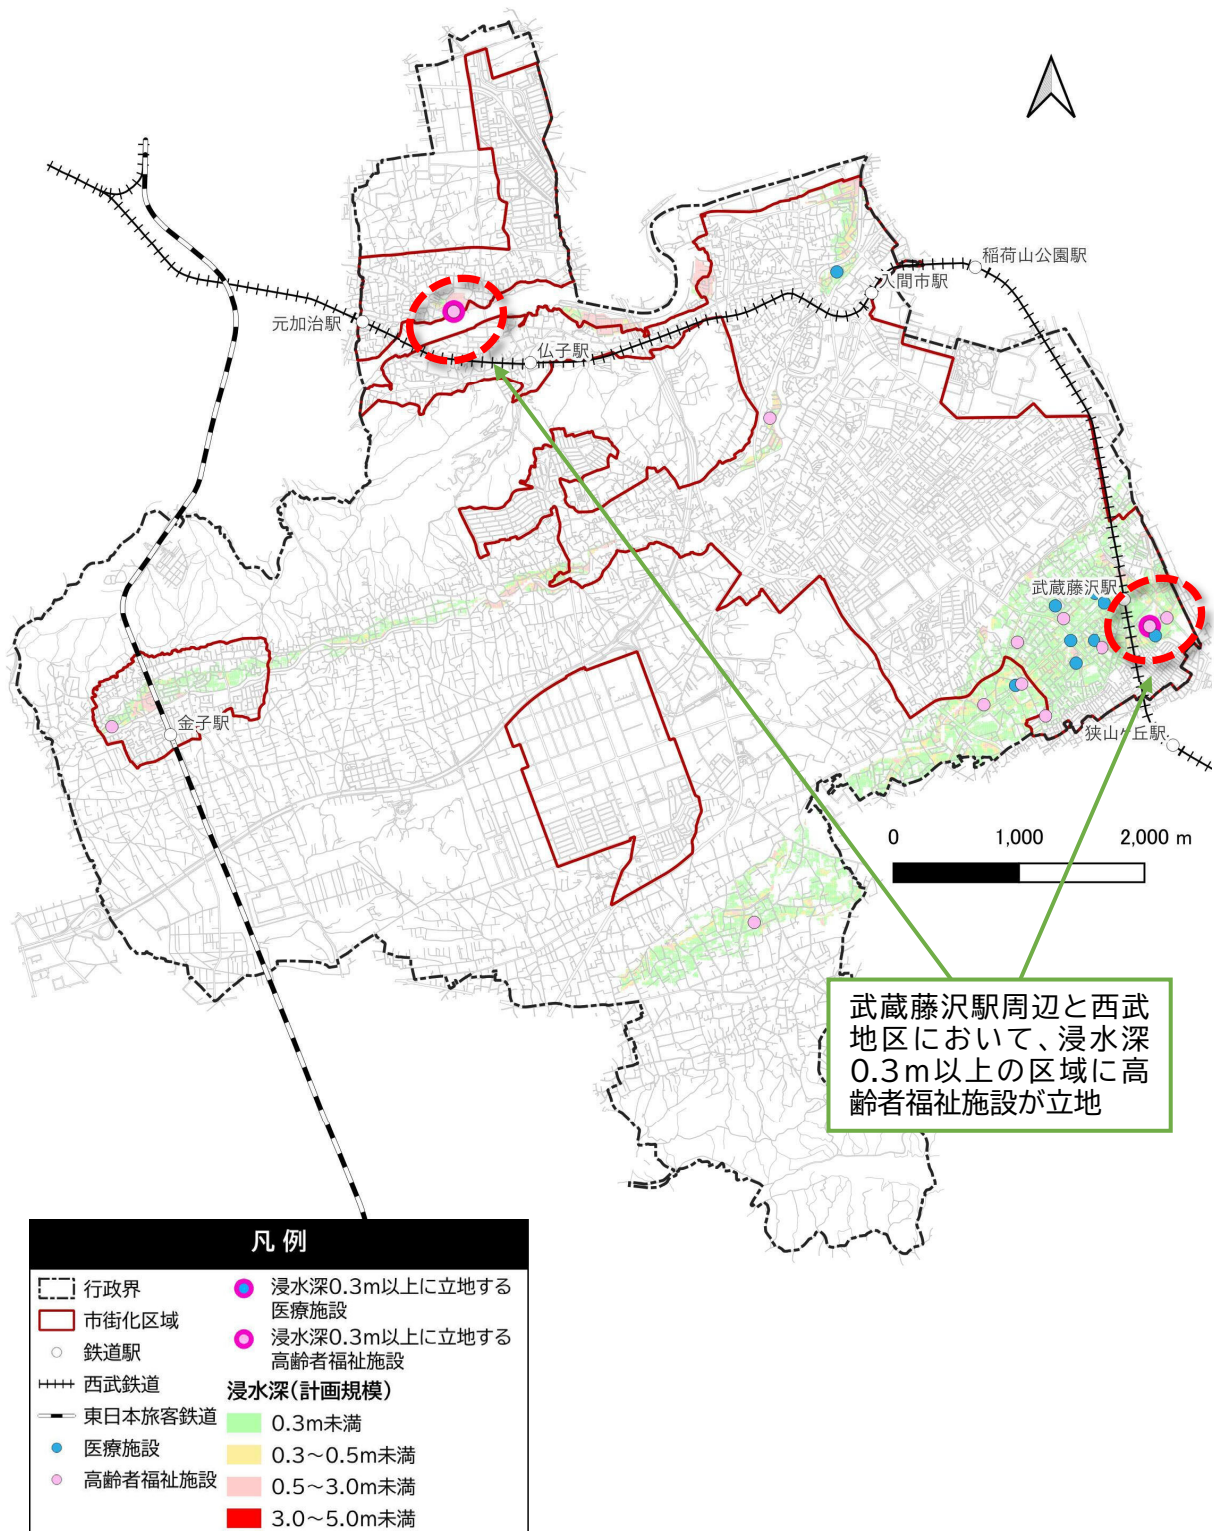 稲荷山公園駅
入間市駅
元加治駅
仏子駅
武蔵藤沢駅
金子駅
狭山ヶ丘駅
0 1,000 2,000 m
武蔵藤沢駅周辺と西武
地区において、浸水深
0.3m以上の区域に高
齢者福祉施設が立地
凡例
行政界
市街化区域
鉄道駅
西武鉄道
東日本旅客鉄道
医療施設
高齢者福祉施設
浸水深0.3m以上に立地する
医療施設
浸水深0.3m以上に立地する
高齢者福祉施設
浸水深(計画規模)
0.3m未満
0.3～0.5m未満
0.5～3.0m未満
3.0～5.0m未満